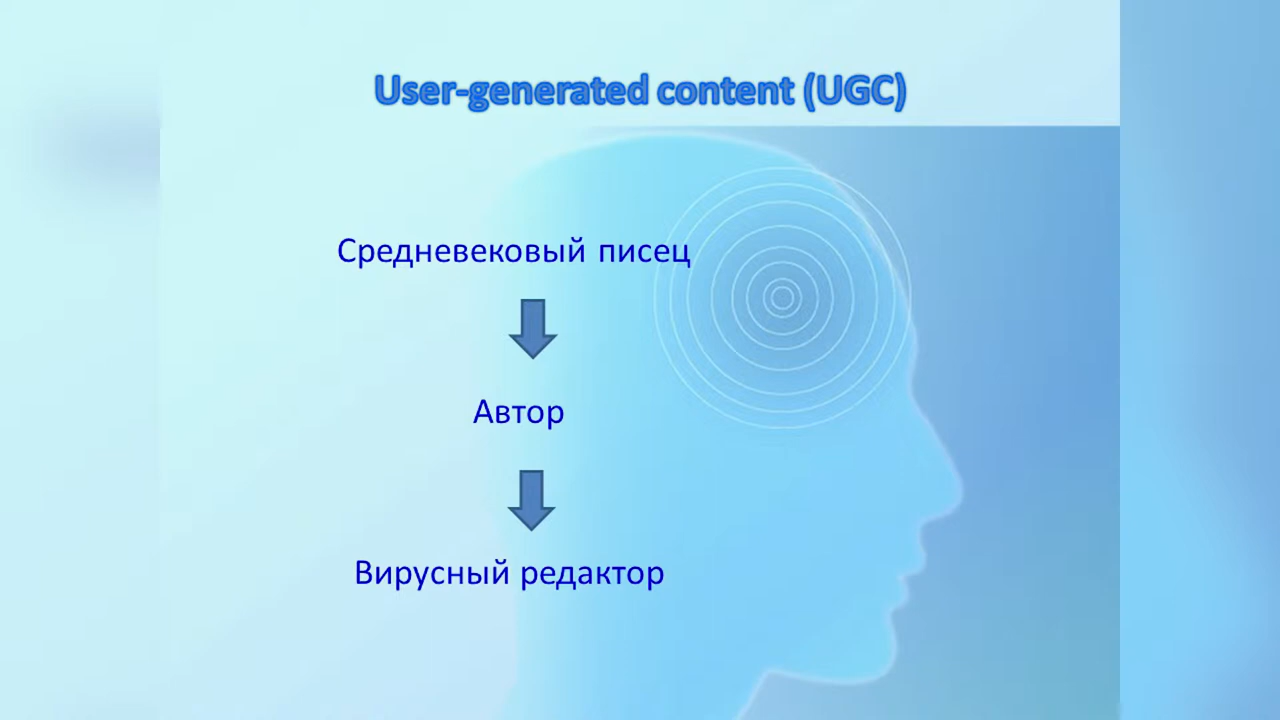 User-generated content (UGC)
Средневековый писец
Автор
Вирусный редактор